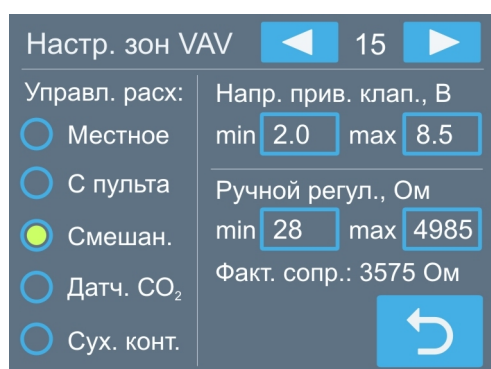 Настр. зон VAV 15
Управл. расх:
Местное
С пульта
Смешан.
Датч. CO₂
Сух. конт.
Напр. прив. клап., В
min 2.0 max 8.5
Ручной регул., Ом
min 28 max 4985
Факт. сопр.: 3575 Ом